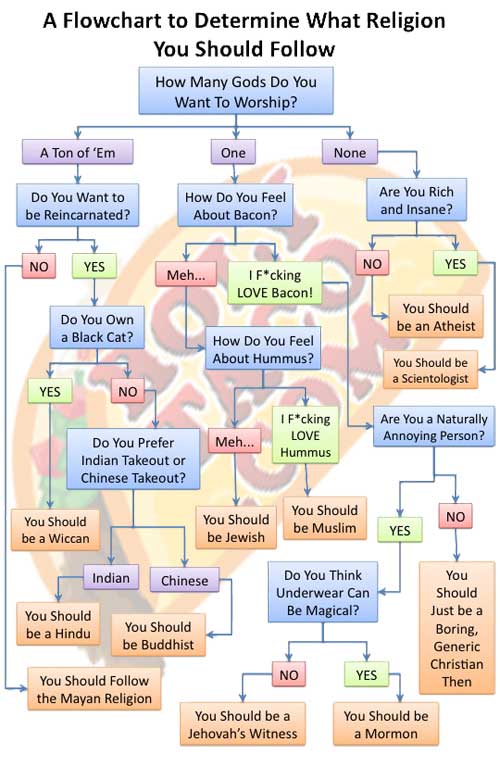 A Flowchart to Determine What Religion
You Should Follow
How Many Gods Do You
Want To Worship?
A Ton of ‘Em
One
None
Do You Want to
be Reincarnated?
How Do You Feel
About Bacon?
Are You Rich
and Insane?
NO
YES
Meh...
I F*cking
LOVE Bacon!
NO
YES
Do You Own
a Black Cat?
You Should
be an Atheist
How Do You Feel
About Hummus?
You Should be
a Scientologist
YES
NO
Meh...
I F*cking
LOVE
Hummus
Are You a Naturally
Annoying Person?
Do You Prefer
Indian Takeout or
Chinese Takeout?
You Should
be a Wiccan
You Should
be Jewish
You Should
be Muslim
YES
NO
Indian
Chinese
Do You Think
Underwear Can
Be Magical?
You
Should
Just be a
Boring,
Generic
Christian
Then
You Should
be a Hindu
You Should
be Buddhist
You Should Follow
the Mayan Religion
NO
YES
You Should be a
Jehovah’s Witness
You Should be
a Mormon
HOLY
TACO
.COM